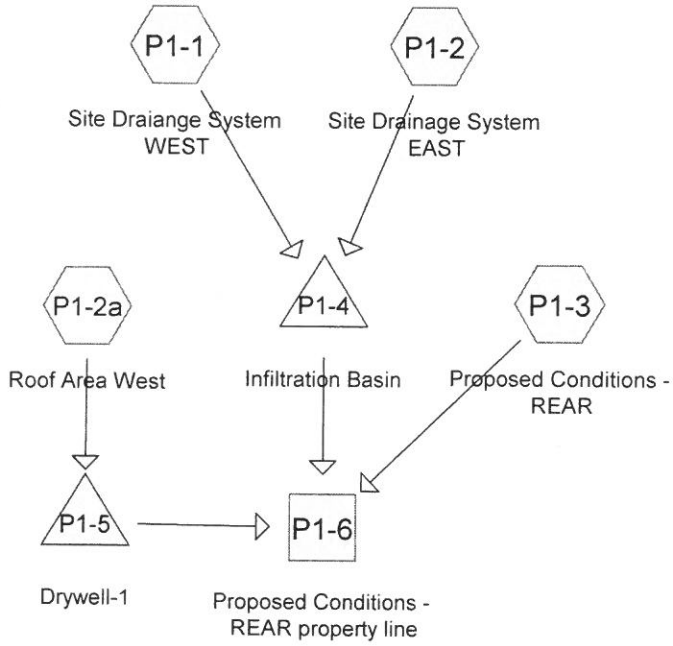 P1-1
P1-2
Site Draiange System
WEST
Site Drainage System
EAST
P1-2a
P1-4
P1-3
Roof Area West
Infiltration Basin
Proposed Conditions -
REAR
P1-5
P1-6
Drywell-1
Proposed Conditions -
REAR property line